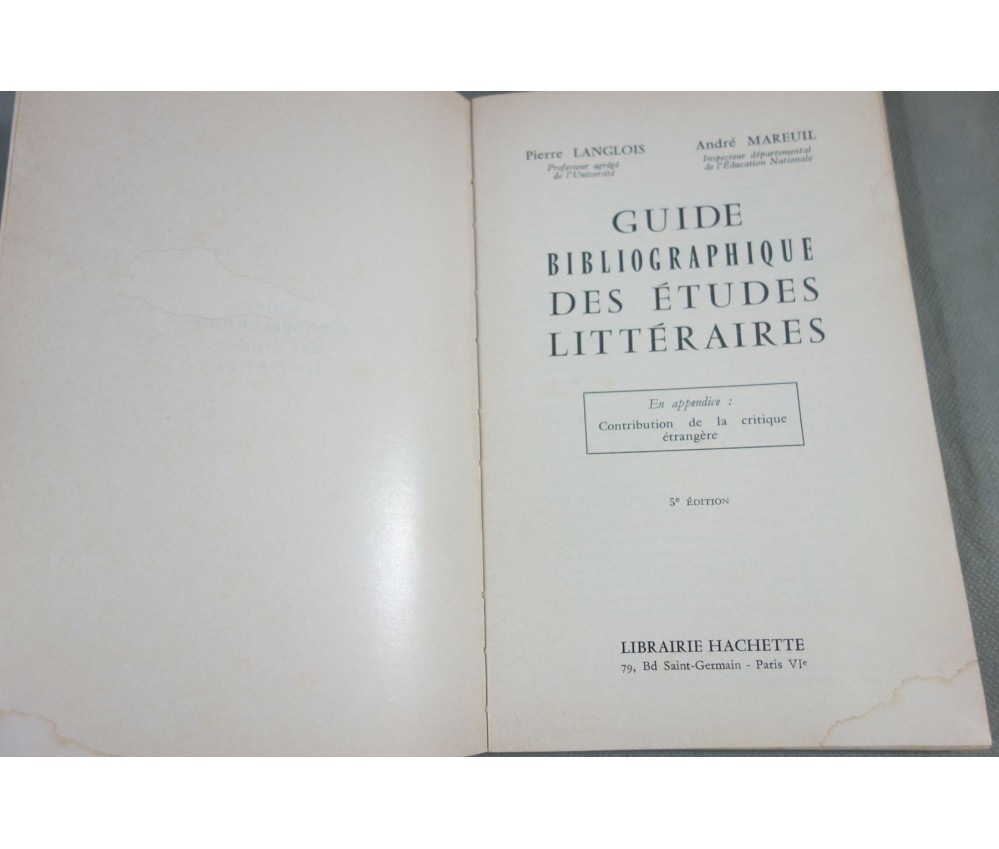 Pierre LANGLOIS
Professeur agrégé
de l'Université
André MAREUIL
Inspecteur départemental
de l'Éducation Nationale
GUIDE
BIBLIOGRAPHIQUE
DES ÉTUDES
LITTÉRAIRES
En appendice :
Contribution de la critique
étrangère
5e ÉDITION
LIBRAIRIE HACHETTE
79, Bd Saint-Germain - Paris VIe